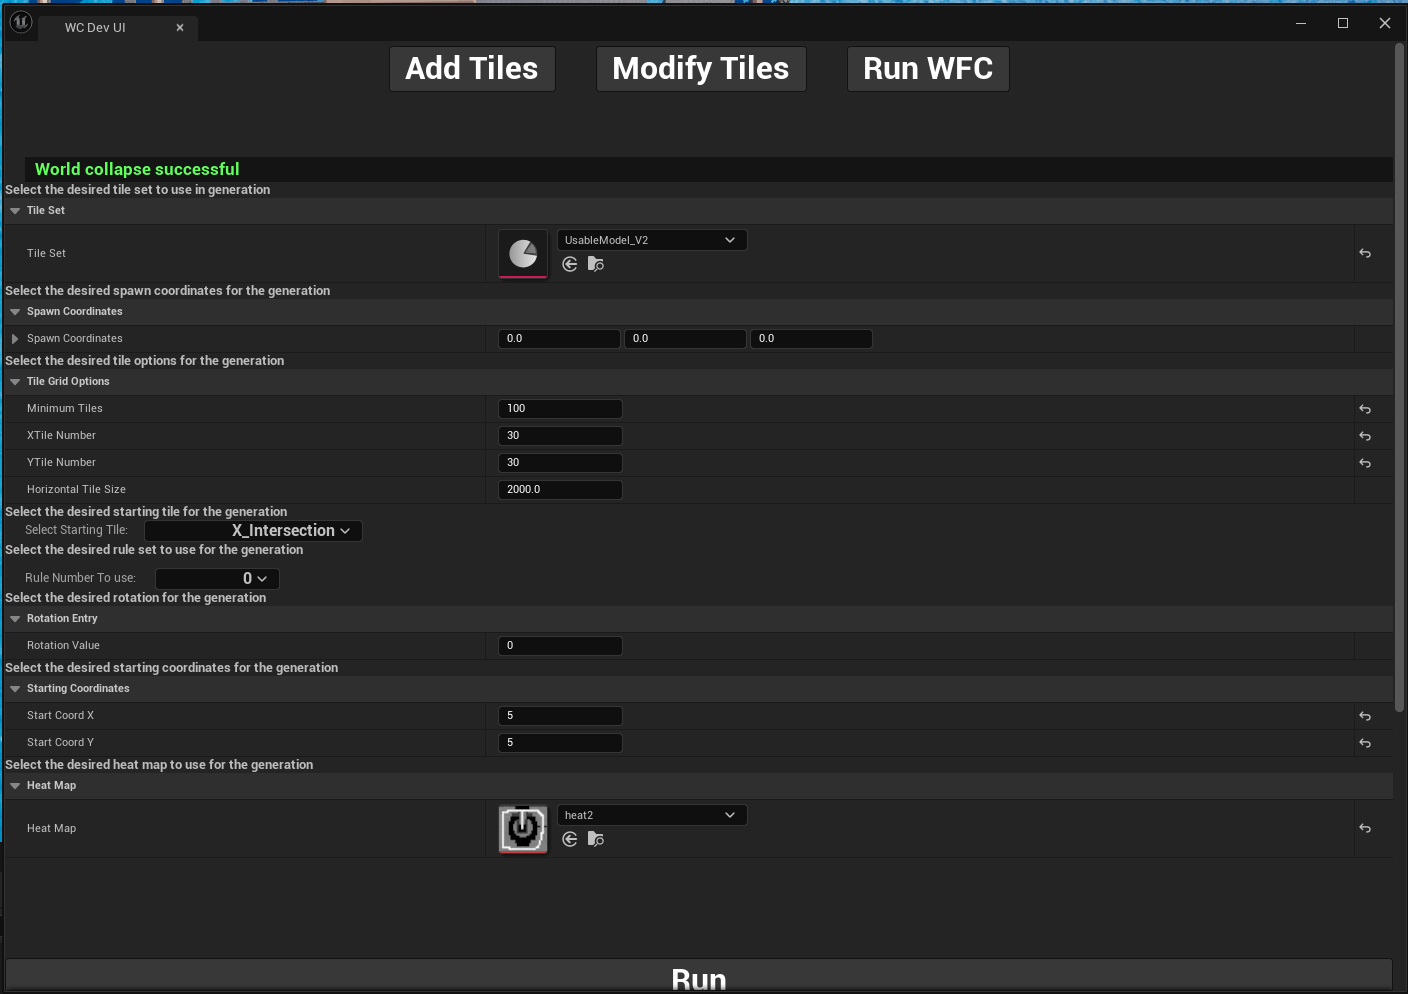 WC Dev UI
Add Tiles Modify Tiles Run WFC
World collapse successful
Select the desired tile set to use in generation
Tile Set
Tile Set UsableModel_V2
Select the desired spawn coordinates for the generation
Spawn Coordinates
Spawn Coordinates 0.0 0.0 0.0
Select the desired tile options for the generation
Tile Grid Options
Minimum Tiles 100
XTile Number 30
YTile Number 30
Horizontal Tile Size 2000.0
Select the desired starting tile for the generation
Select Starting TIle: X_Intersection
Select the desired rule set to use for the generation
Rule Number To use: 0
Select the desired rotation for the generation
Rotation Entry
Rotation Value 0
Select the desired starting coordinates for the generation
Starting Coordinates
Start Coord X 5
Start Coord Y 5
Select the desired heat map to use for the generation
Heat Map
Heat Map heat2
Run